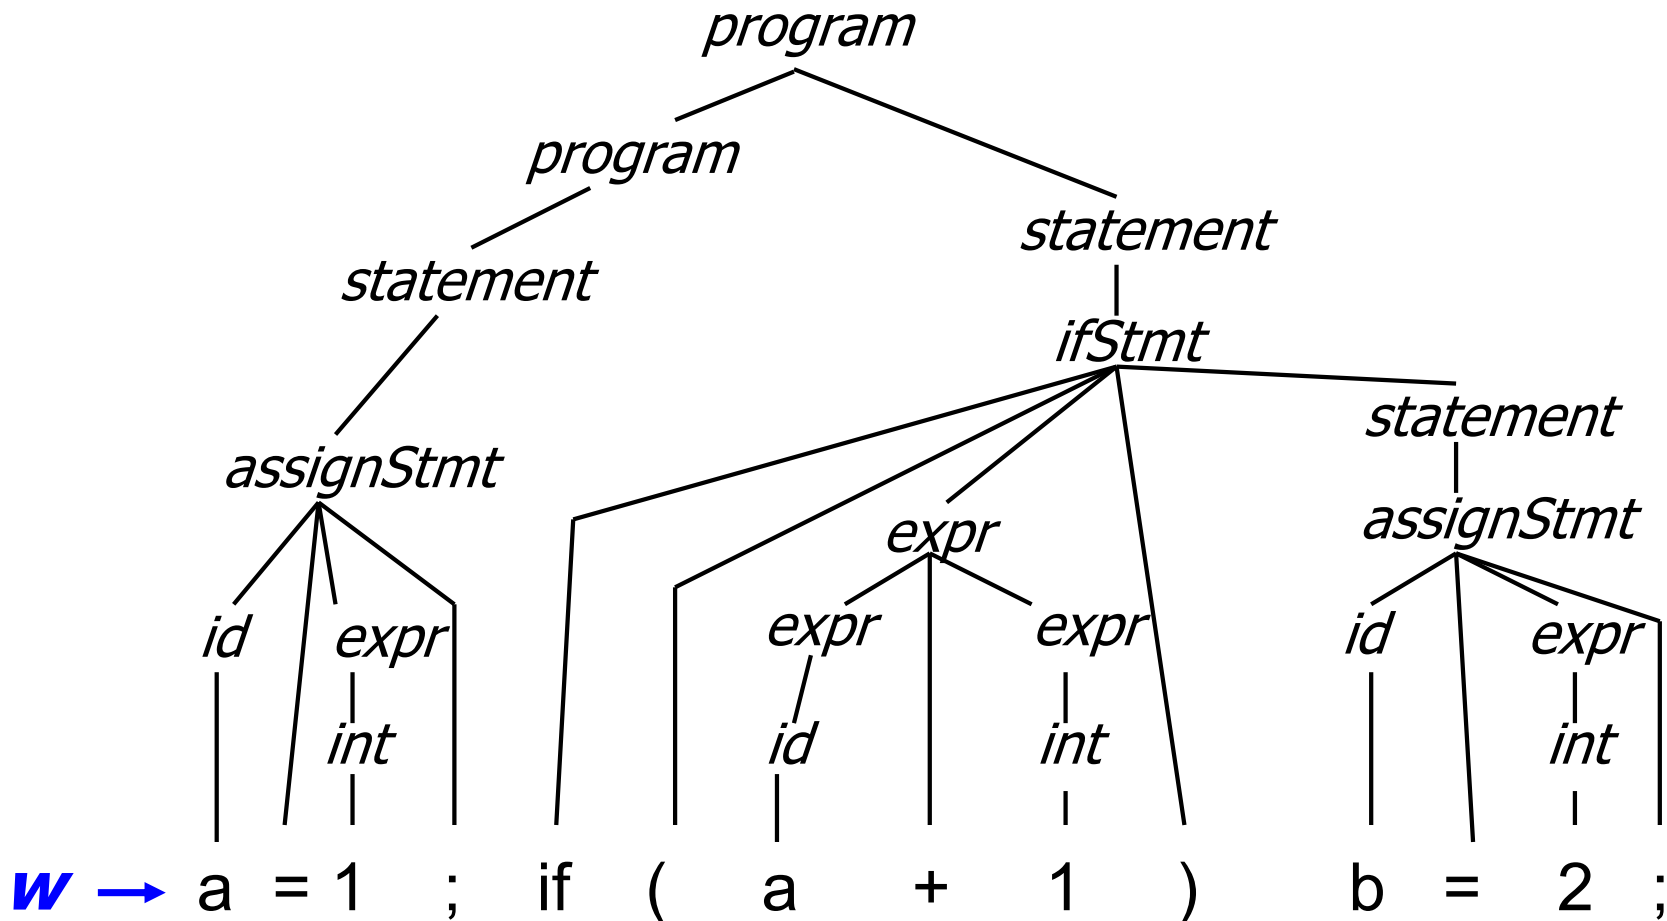 program
program
statement
statement
ifStmt
statement
assignStmt
assignStmt
expr
id expr expr expr id expr
int id int int
w → a = 1 ; if ( a + 1 ) b = 2 ;